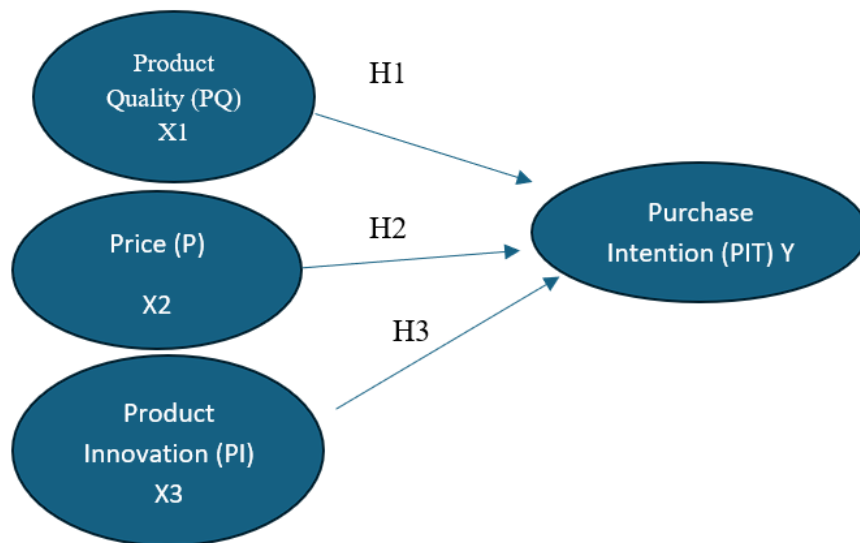 Product
Quality (PQ)
X1
H1
Price (P)
X2
H2
Product
Innovation (PI)
X3
H3
Purchase
Intention (PIT) Y